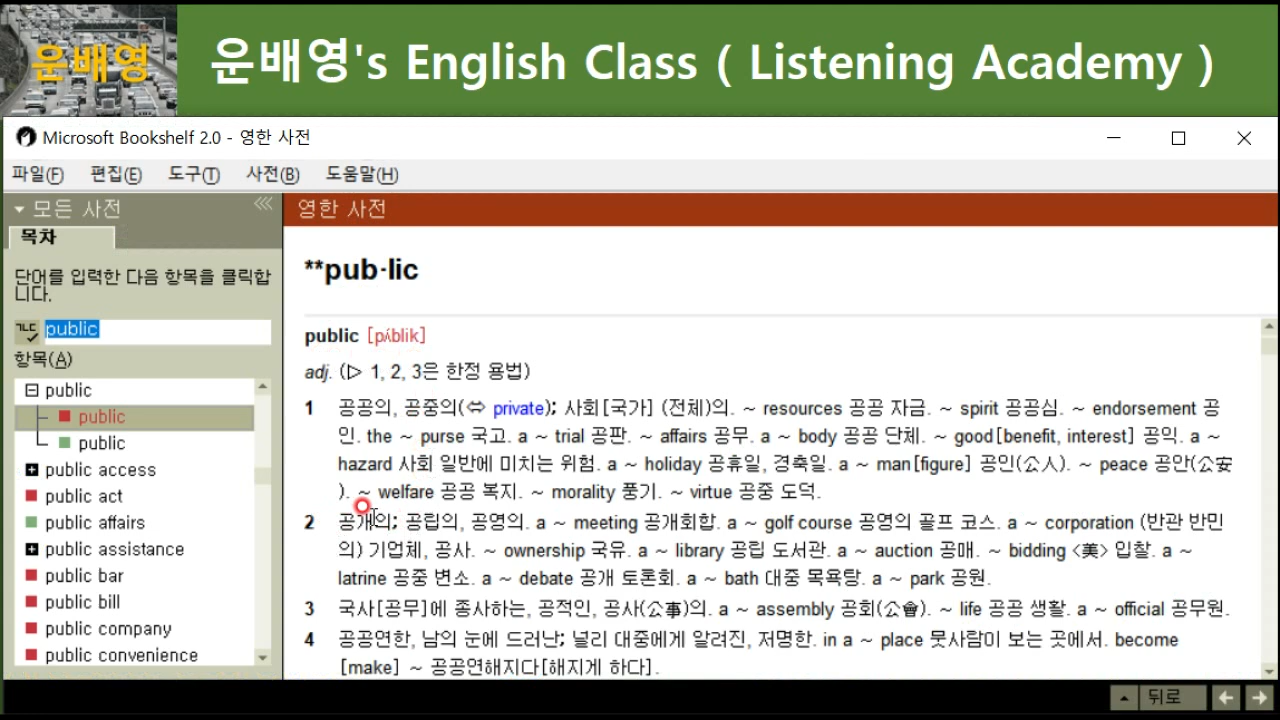 운배영
운배영's English Class ( Listening Academy )
Microsoft Bookshelf 2.0 - 영한 사전
파일(F) 편집(E) 도구(T) 사전(B) 도움말(H)
모든 사전
목차
단어를 입력한 다음 항목을 클릭합
니다.
ㄱㄴㄷ public
항목(A)
public
public
public
public access
public act
public affairs
public assistance
public bar
public bill
public company
public convenience
영한 사전
**pub·lic
public [pʌ́blik]
adj. (▷ 1, 2, 3은 한정 용법)
1 공공의, 공중의(⇔ private); 사회[국가] (전체)의. ~ resources 공공 자금. ~ spirit 공공심. ~ endorsement 공
인. the ~ purse 국고. a ~ trial 공판. ~ affairs 공무. a ~ body 공공 단체. ~ good[benefit, interest] 공익. a ~
hazard 사회 일반에 미치는 위험. a ~ holiday 공휴일, 경축일. a ~ man[figure] 공인(公人). ~ peace 공안(公安
). ~ welfare 공공 복지. ~ morality 풍기. ~ virtue 공중 도덕.
2 공개의; 공립의, 공영의. a ~ meeting 공개회합. a ~ golf course 공영의 골프 코스. a ~ corporation (반관 반민
의) 기업체, 공사. ~ ownership 국유. a ~ library 공립 도서관. a ~ auction 공매. ~ bidding <美> 입찰. a ~
latrine 공중 변소. a ~ debate 공개 토론회. a ~ bath 대중 목욕탕. a ~ park 공원.
3 국사[공무]에 종사하는, 공적인, 공사(公事)의. a ~ assembly 공회(公會). ~ life 공공 생활. a ~ official 공무원.
4 공공연한, 남의 눈에 드러난; 널리 대중에게 알려진, 저명한. in a ~ place 뭇사람이 보는 곳에서. become
[make] ~ 공공연해지다[해지게 하다].
뒤로